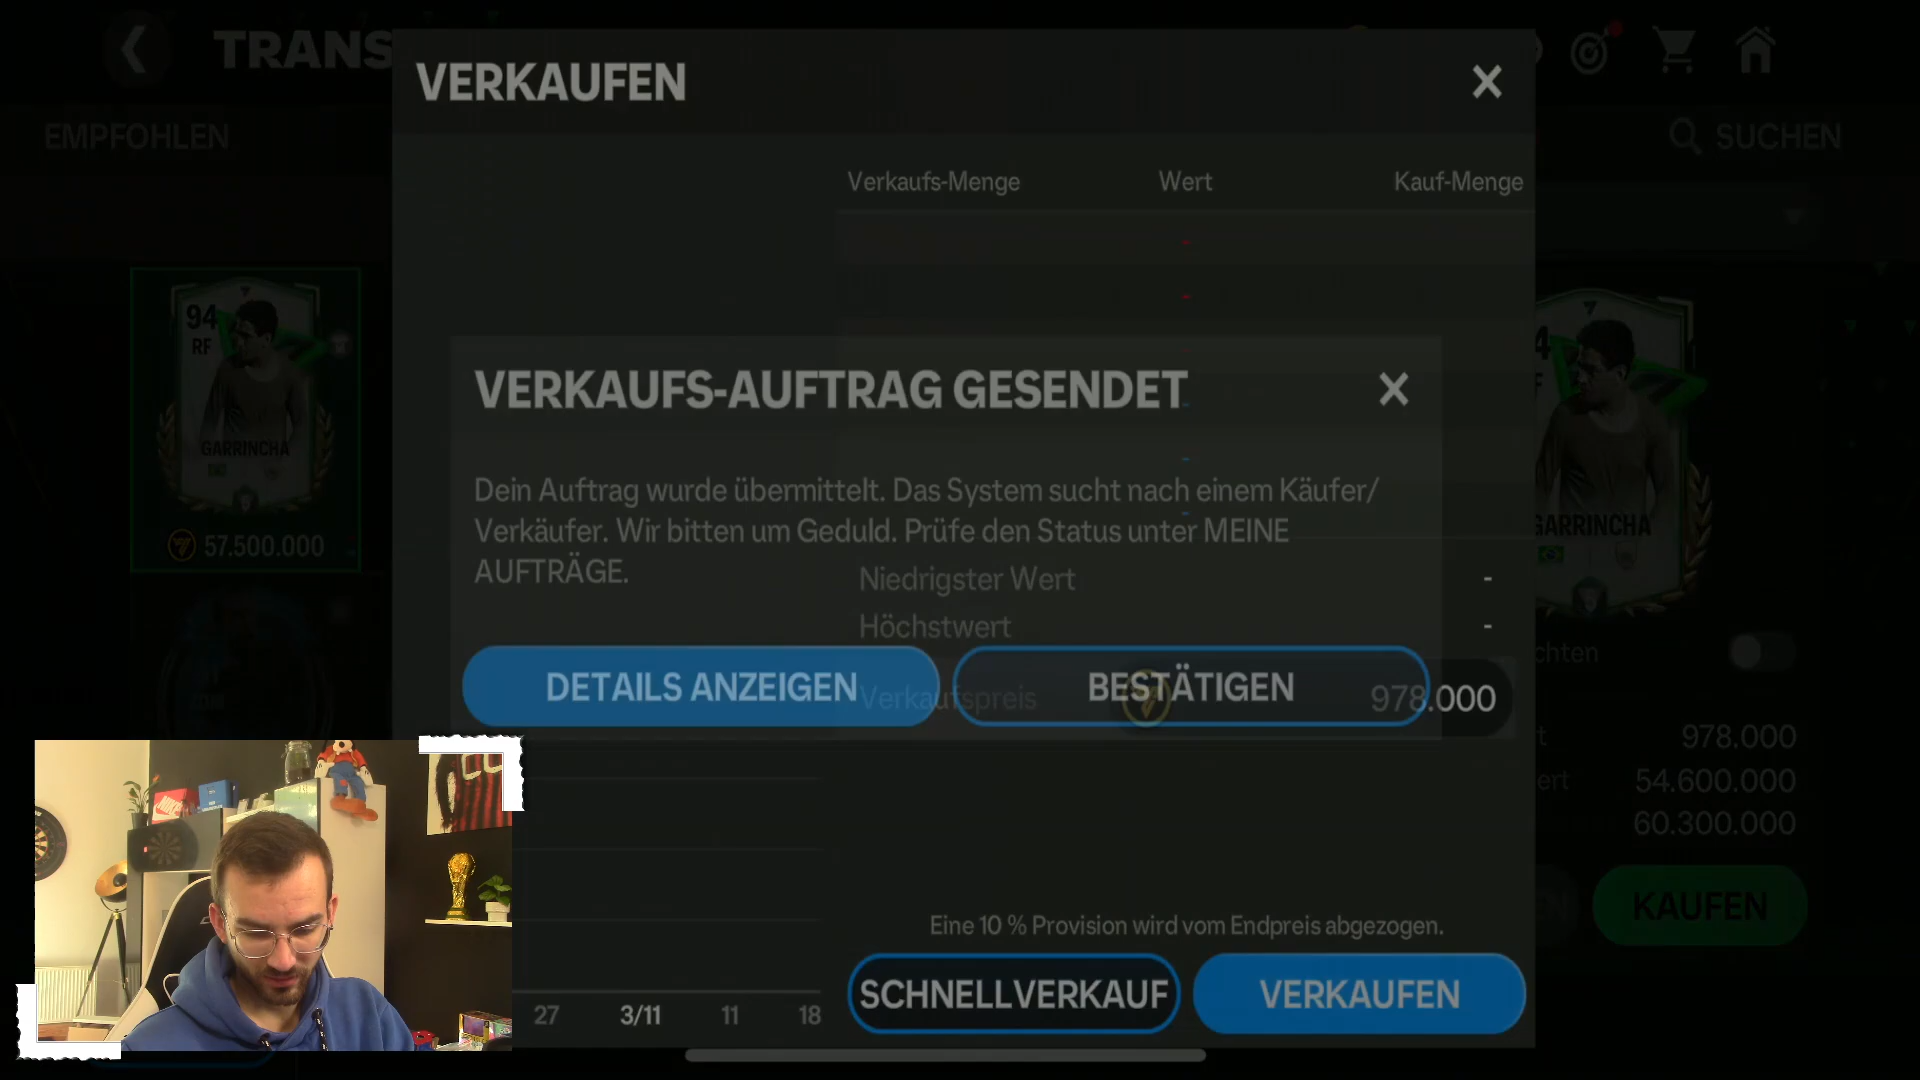 TRANS
VERKAUFEN
EMPFOHLEN
SUCHEN
Verkaufs-Menge Wert Kauf-Menge
94
RF
GARRINCHA
57.500.000
GARRINCHA
VERKAUFS-AUFTRAG GESENDET
Dein Auftrag wurde übermittelt. Das System sucht nach einem Käufer/
Verkäufer. Wir bitten um Geduld. Prüfe den Status unter MEINE
AUFTRÄGE.
Niedrigster Wert -
Höchstwert -
DETAILS ANZEIGEN
BESTÄTIGEN
Verkaufspreis 978.000
978.000
54.600.000
60.300.000
KAUFEN
Eine 10 % Provision wird vom Endpreis abgezogen.
SCHNELLVERKAUF
VERKAUFEN
27 3/11 11 18